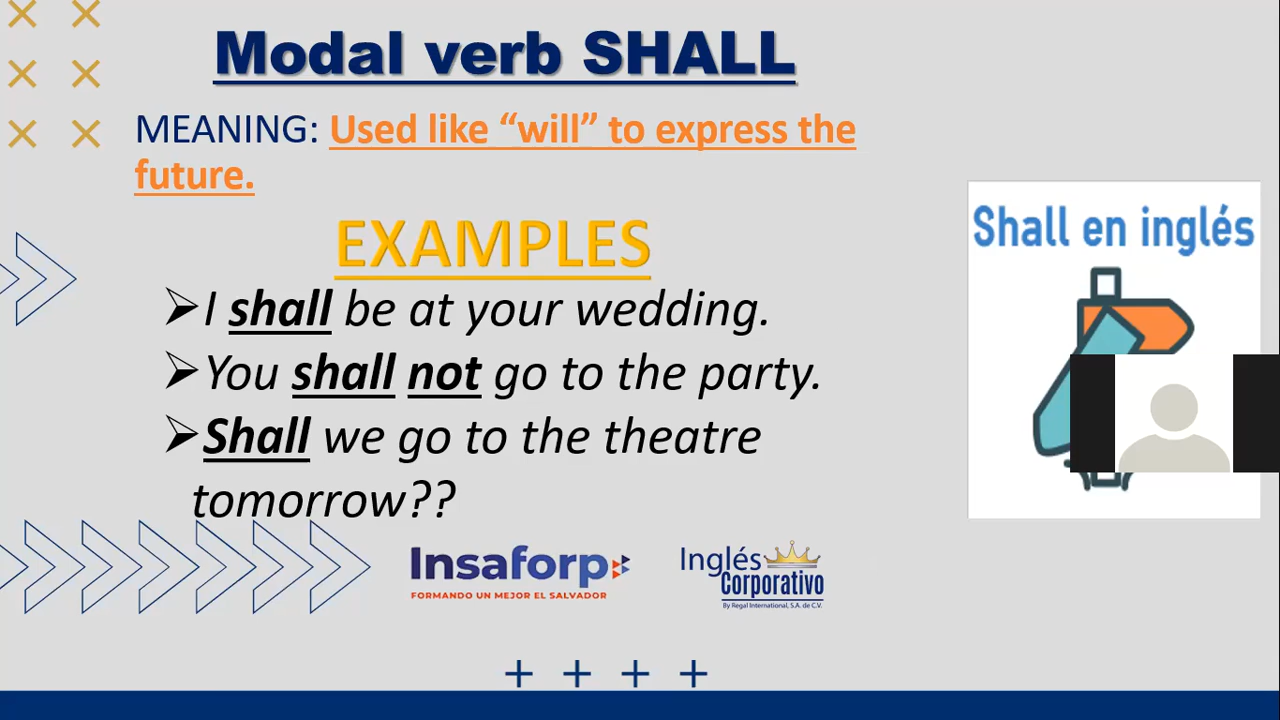 Modal verb SHALL
MEANING: Used like “will” to express the
future.
EXAMPLES
I shall be at your wedding.
You shall not go to the party.
Shall we go to the theatre
tomorrow??
Shall en inglés
Insaforp
FORMANDO UN MEJOR EL SALVADOR
Inglés
Corporativo
By Regal International, S.A. de C.V.